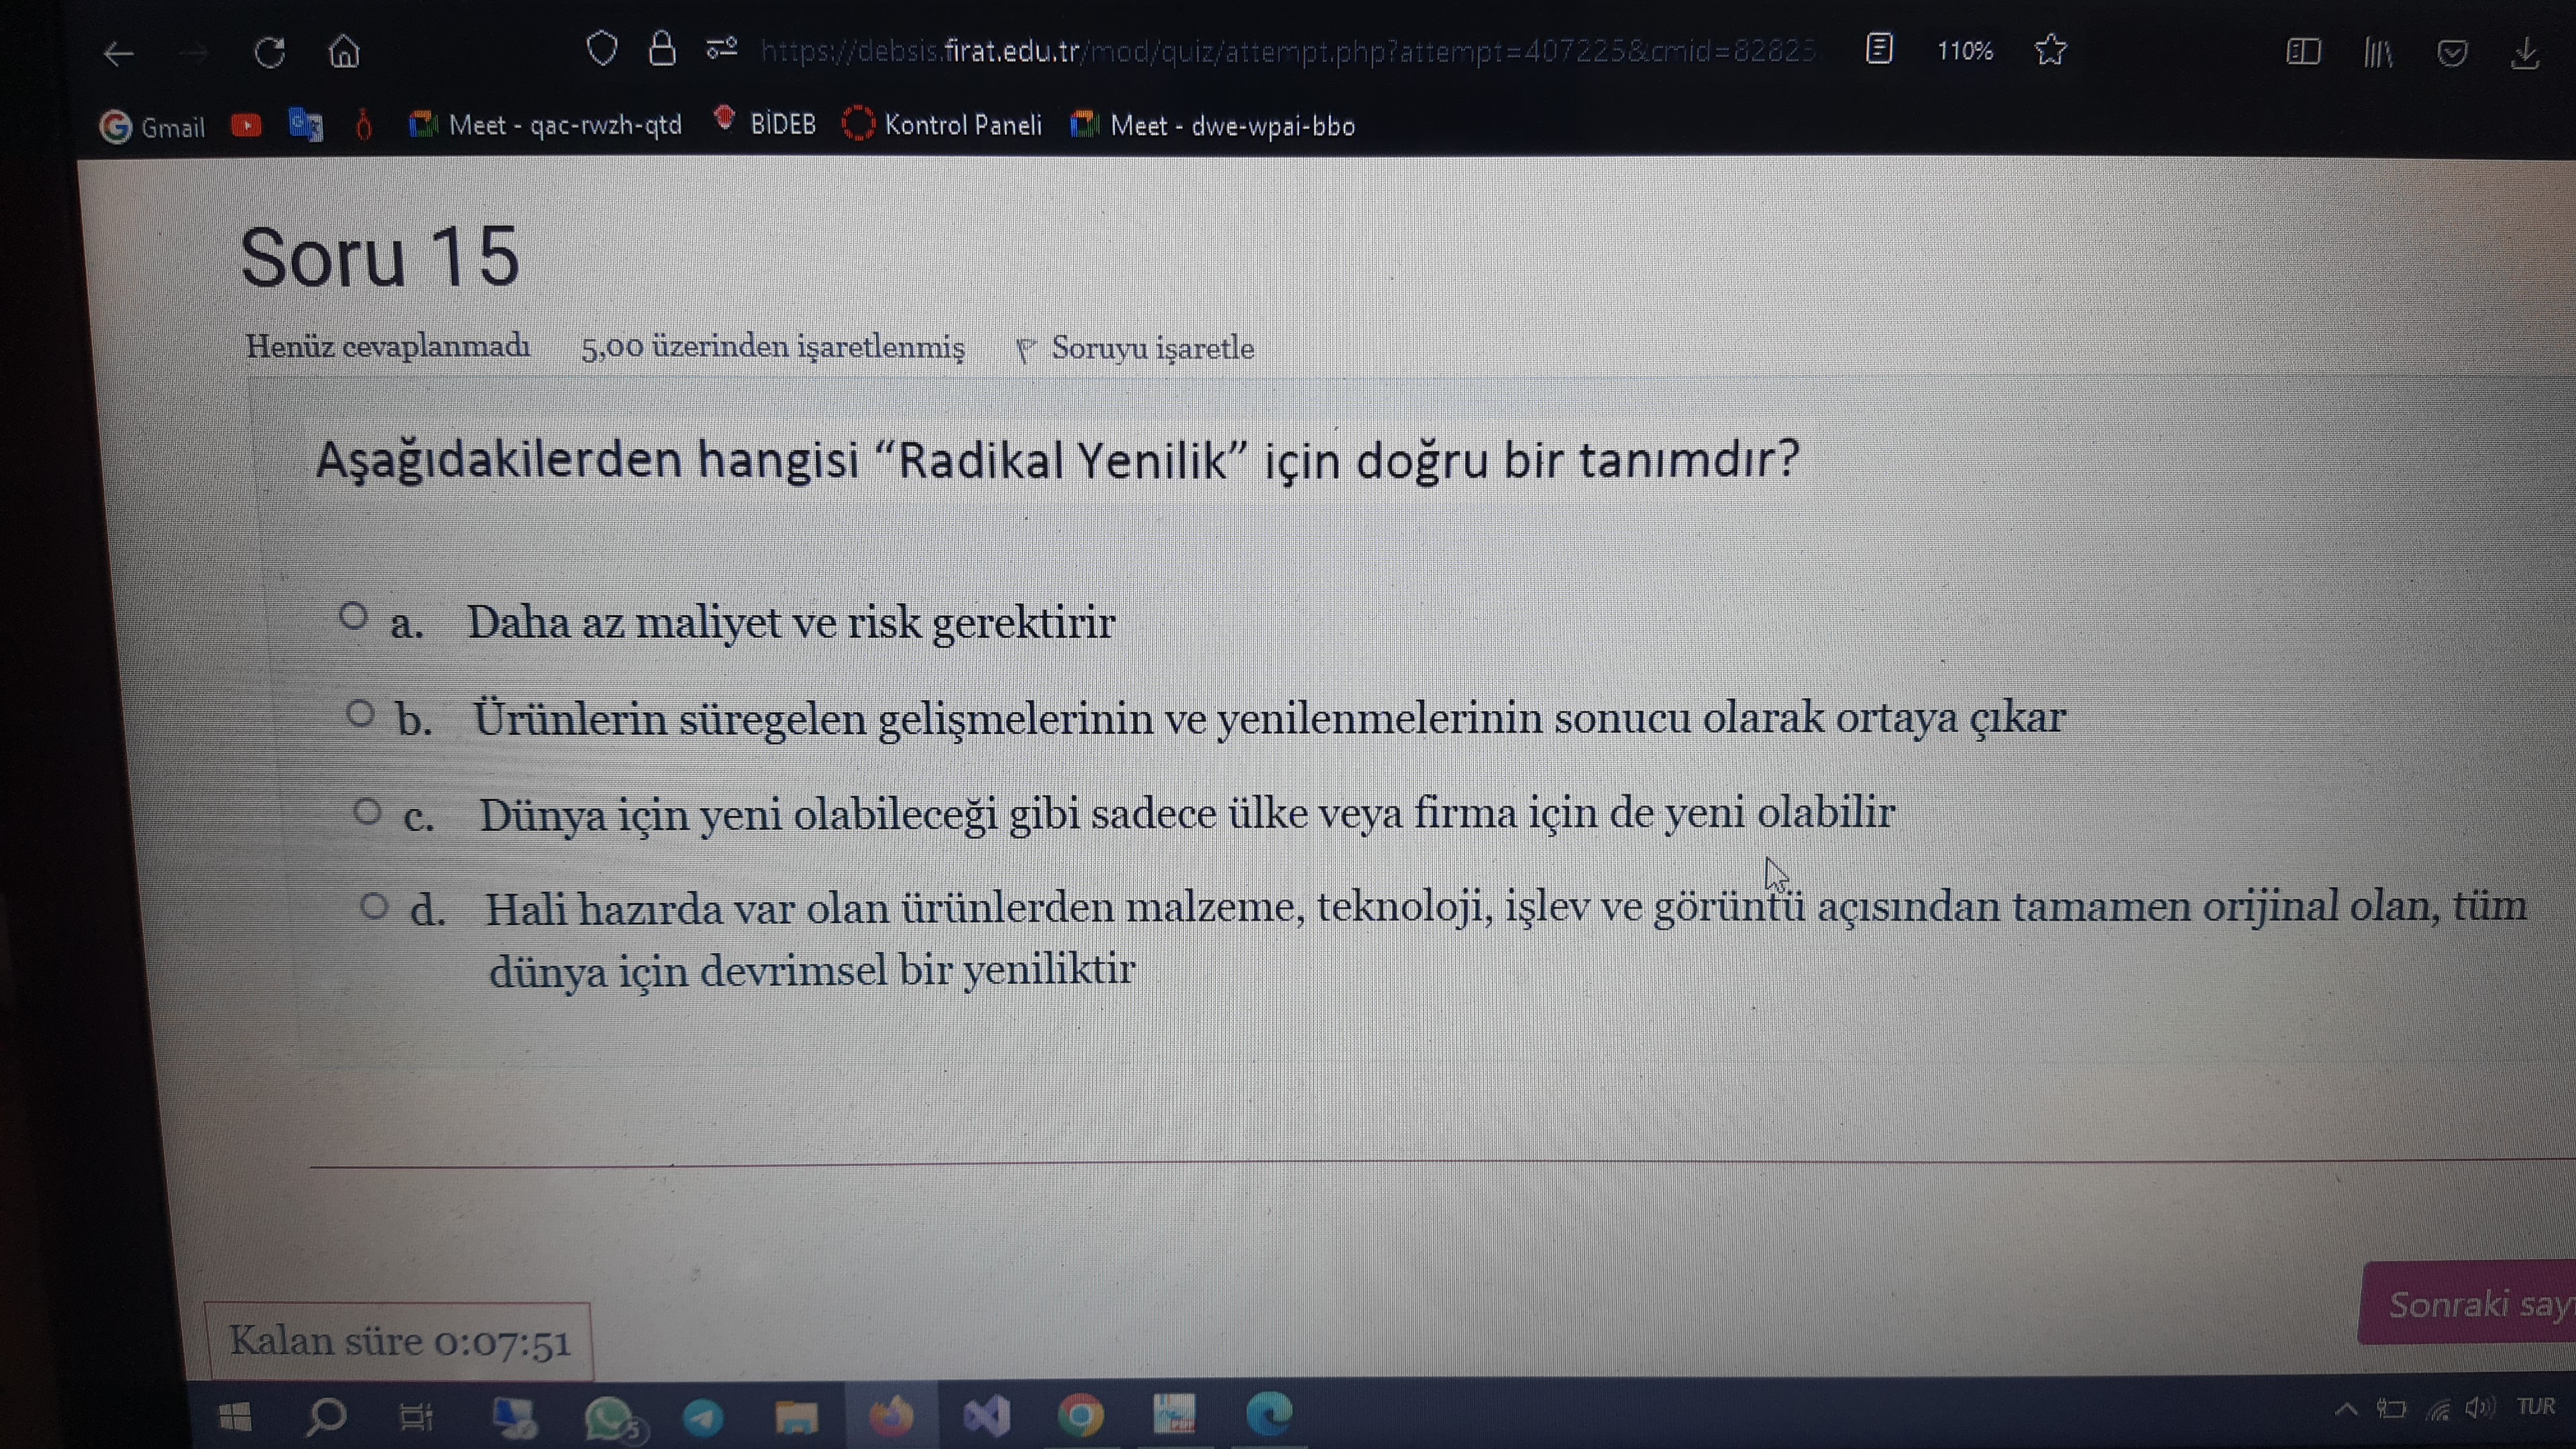 https://debsis.firat.edu.tr/mod/quiz/attempt.php?attempt=407225&cmid=82825
110%
Gmail
Meet - qac-rwzh-qtd
BİDEB
Kontrol Paneli
Meet - dwe-wpai-bbo
Soru 15
Henüz cevaplanmadı 5,00 üzerinden işaretlenmiş Soruyu işaretle
Aşağıdakilerden hangisi “Radikal Yenilik” için doğru bir tanımdır?
a. Daha az maliyet ve risk gerektirir
b. Ürünlerin süregelen gelişmelerinin ve yenilenmelerinin sonucu olarak ortaya çıkar
c. Dünya için yeni olabileceği gibi sadece ülke veya firma için de yeni olabilir
d. Hali hazırda var olan ürünlerden malzeme, teknoloji, işlev ve görüntü açısından tamamen orijinal olan, tüm
dünya için devrimsel bir yeniliktir
Sonraki say
Kalan süre 0:07:51
5
TUR